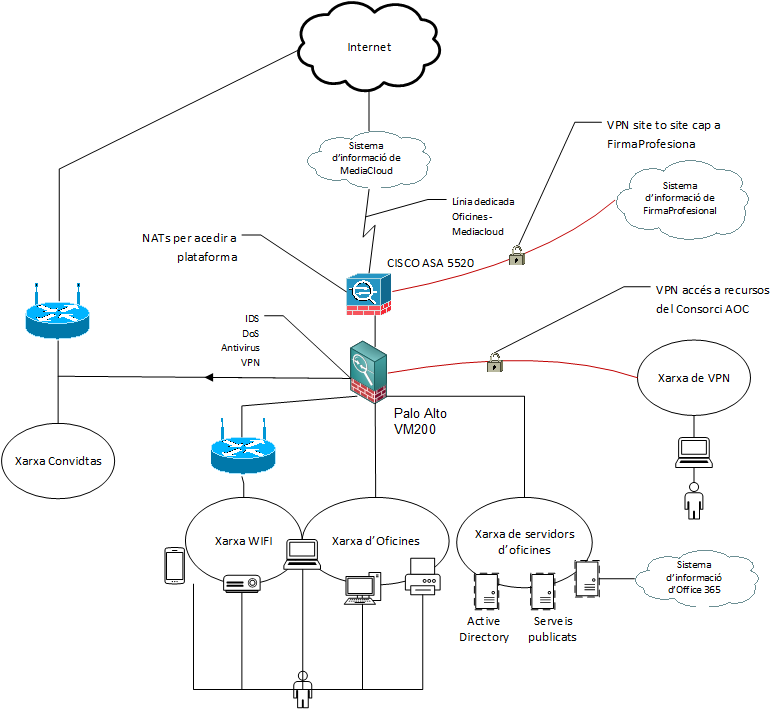 Internet
VPN site to site cap a
FirmaProfesiona
Sistema
d'informació de
MediaCloud
Sistema
d'informació de
FirmaProfesional
Línia dedicada
Oficines -
Mediacloud
NATs per acedir a
plataforma
CISCO ASA 5520
VPN accés a recursos
del Consorci AOC
IDS
DoS
Antivirus
VPN
Xarxa de VPN
Palo Alto
VM200
Xarxa Convidtas
Xarxa WIFI
Xarxa d'Oficines
Xarxa de servidors
d'oficines
Sistema
d'informació
d'Office 365
Active
Directory
Serveis
publicats